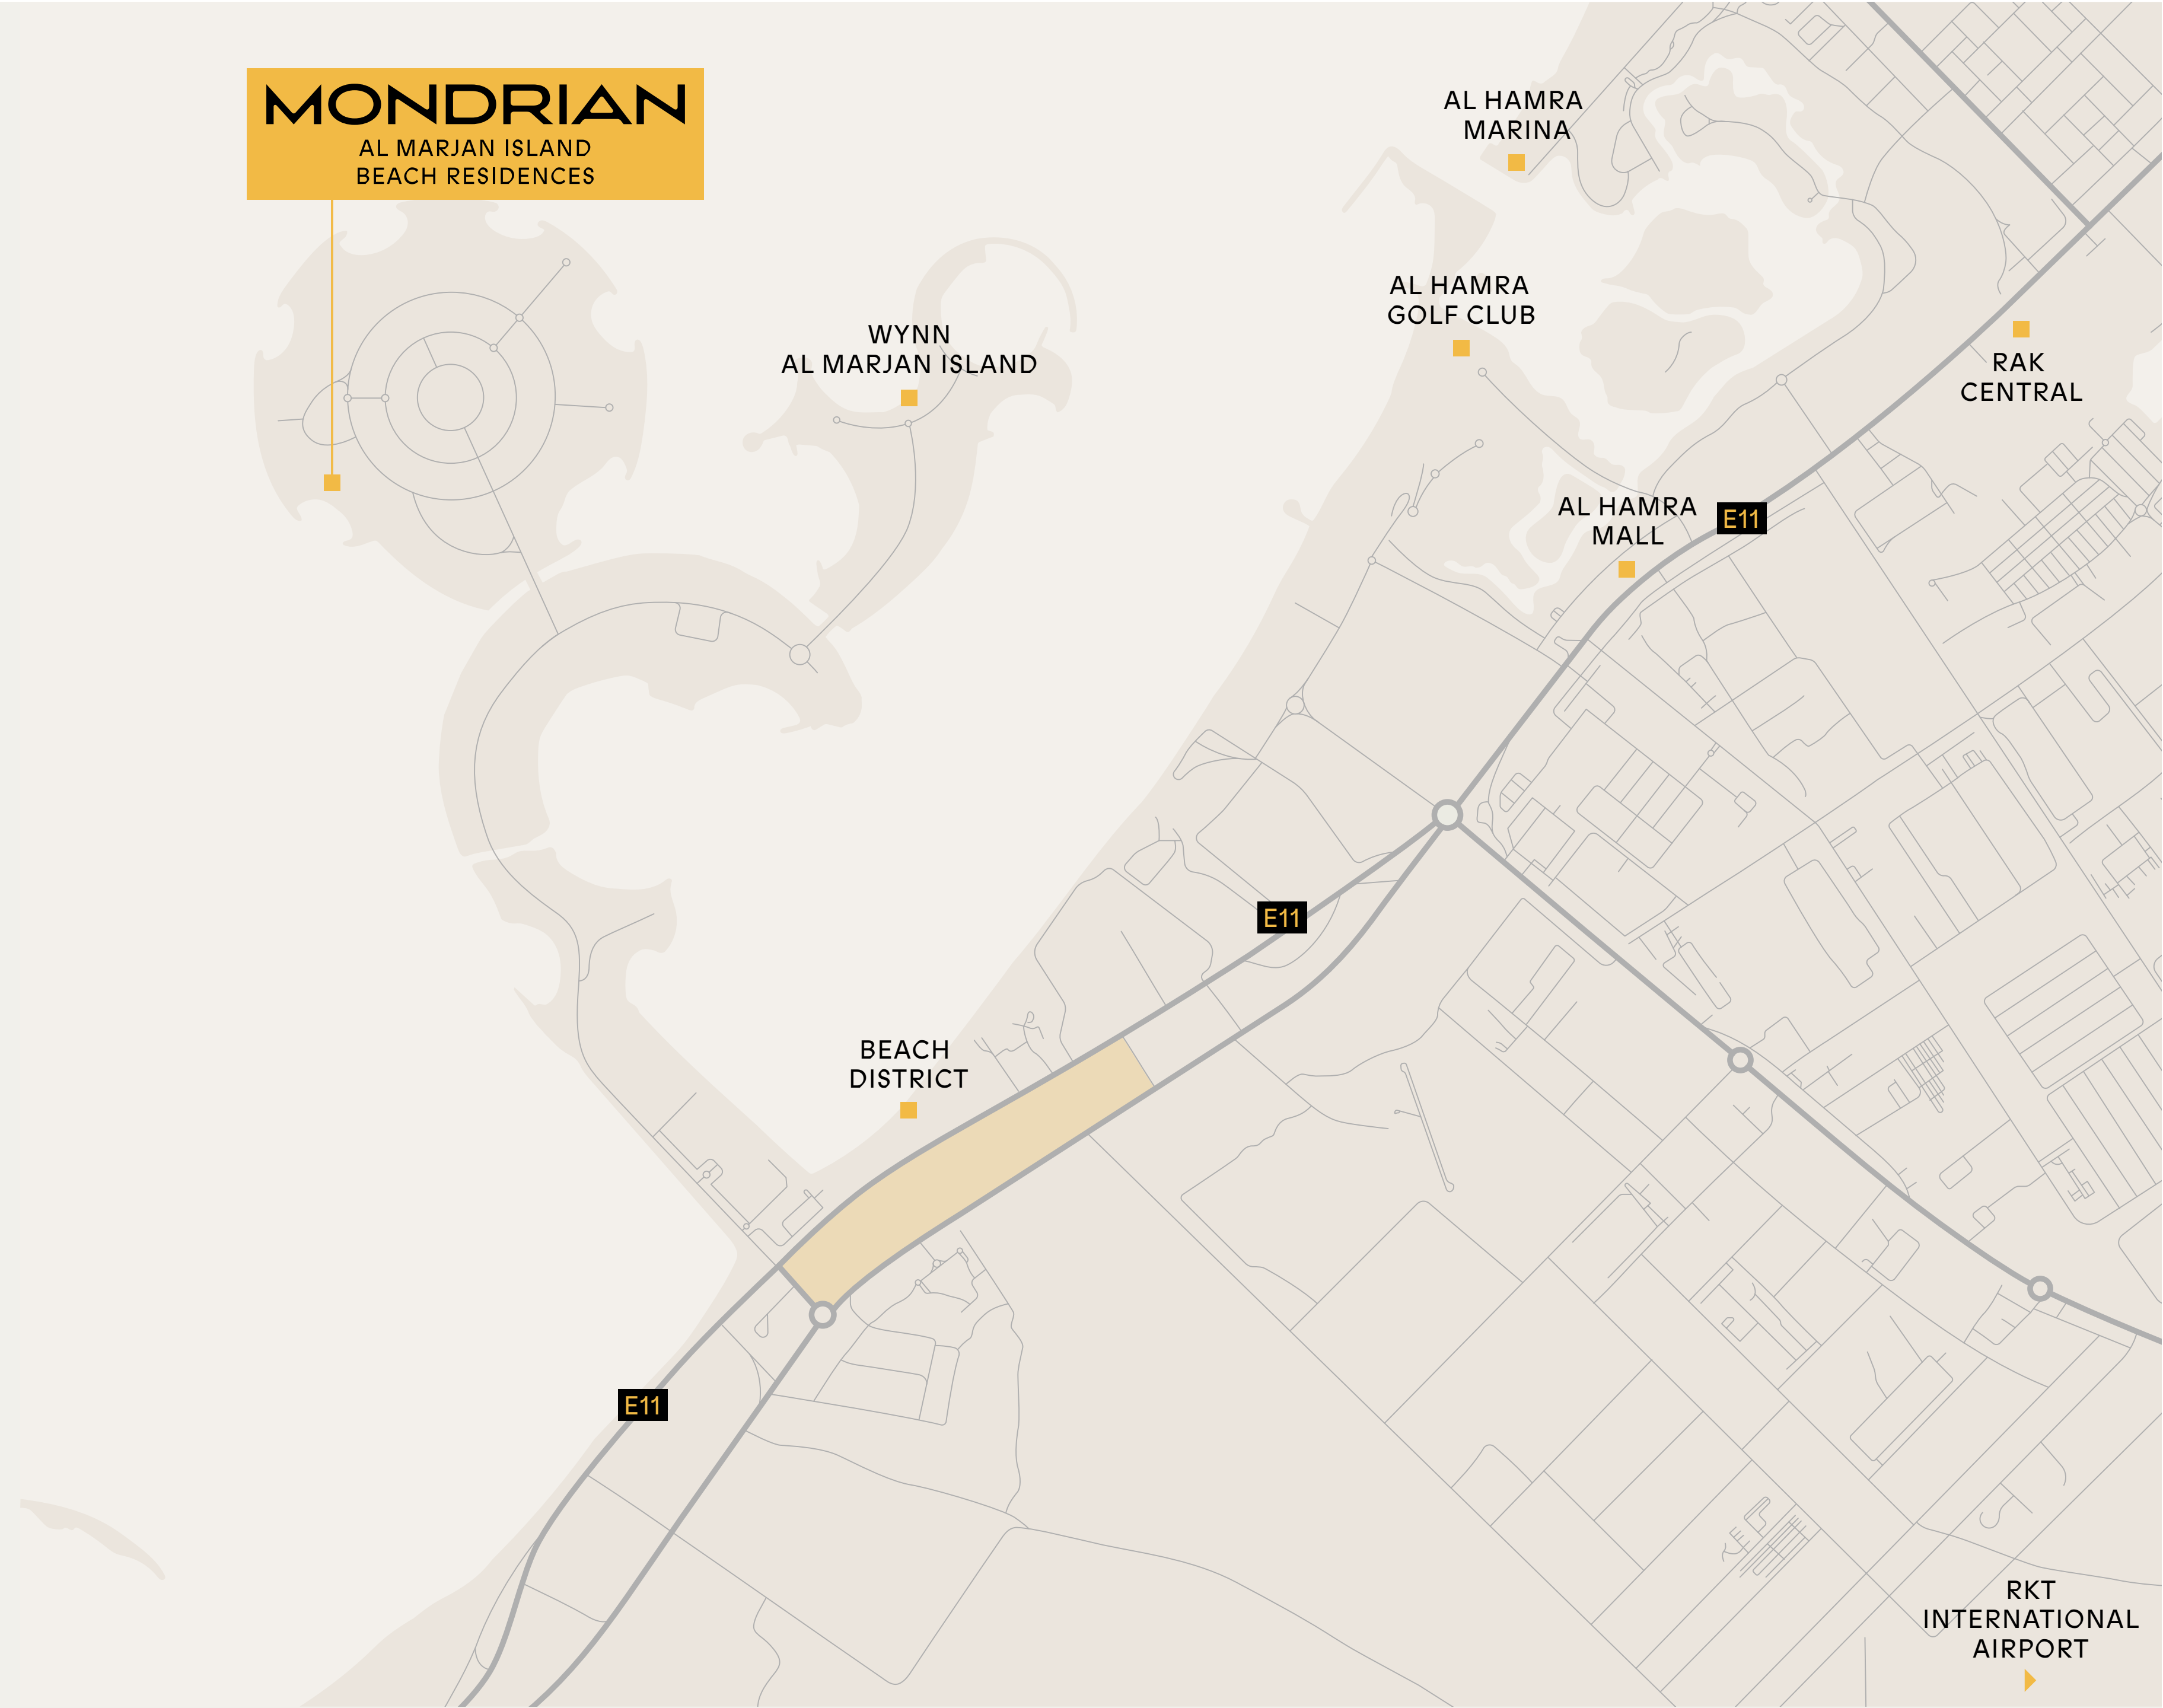 MONDRIAN
AL MARJAN ISLAND
BEACH RESIDENCES
AL HAMRA
MARINA
AL HAMRA
GOLF CLUB
WYNN
AL MARJAN ISLAND
RAK
CENTRAL
AL HAMRA
MALL
E11
E11
BEACH
DISTRICT
E11
RKT
INTERNATIONAL
AIRPORT